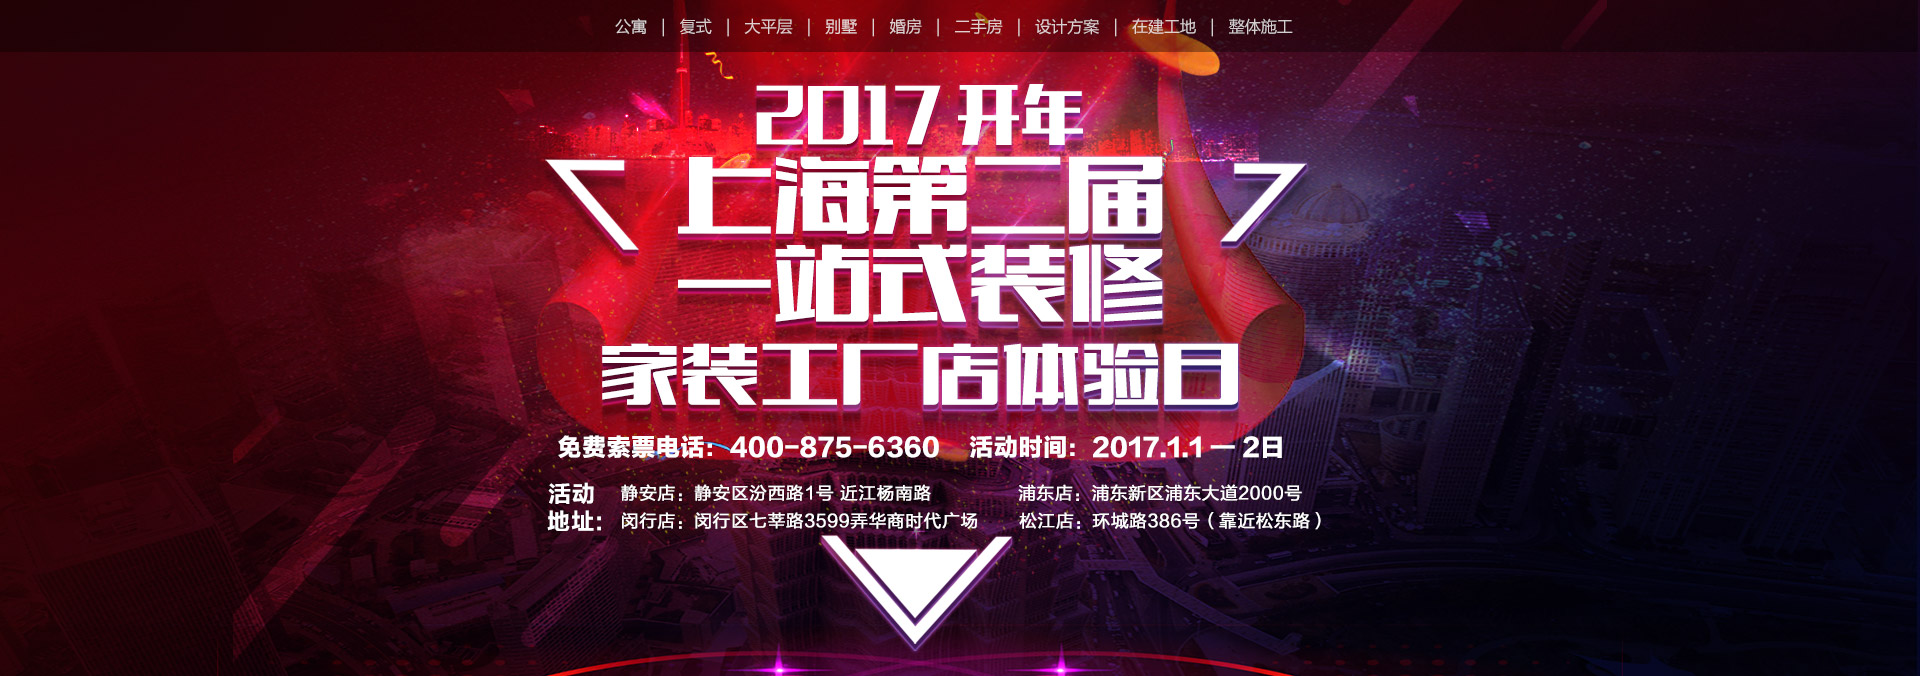 公寓 | 复式 | 大平层 | 别墅 | 婚房 | 二手房 | 设计方案 | 在建工地 | 整体施工
2017 开年
上海第二届
一站式装修
家装工厂店体验日
免费索票电话：400-875-6360 活动时间：2017.1.1 — 2日
活动 静安店：静安区汾西路1号 近江杨南路 浦东店：浦东新区浦东大道2000号
地址： 闵行店：闵行区七莘路3599弄华商时代广场 松江店：环城路386号（靠近松东路）